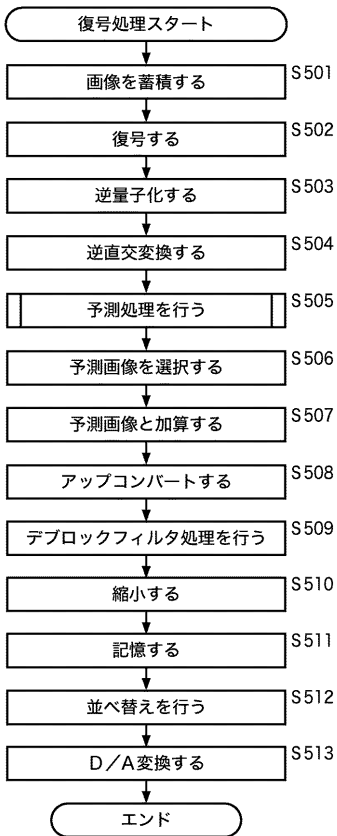 復号処理スタート
画像を蓄積する S501
復号する S502
逆量子化する S503
逆直交変換する S504
予測処理を行う S505
予測画像を選択する S506
予測画像と加算する S507
アップコンバートする S508
デブロックフィルタ処理を行う S509
縮小する S510
記憶する S511
並べ替えを行う S512
D/A変換する S513
エンド